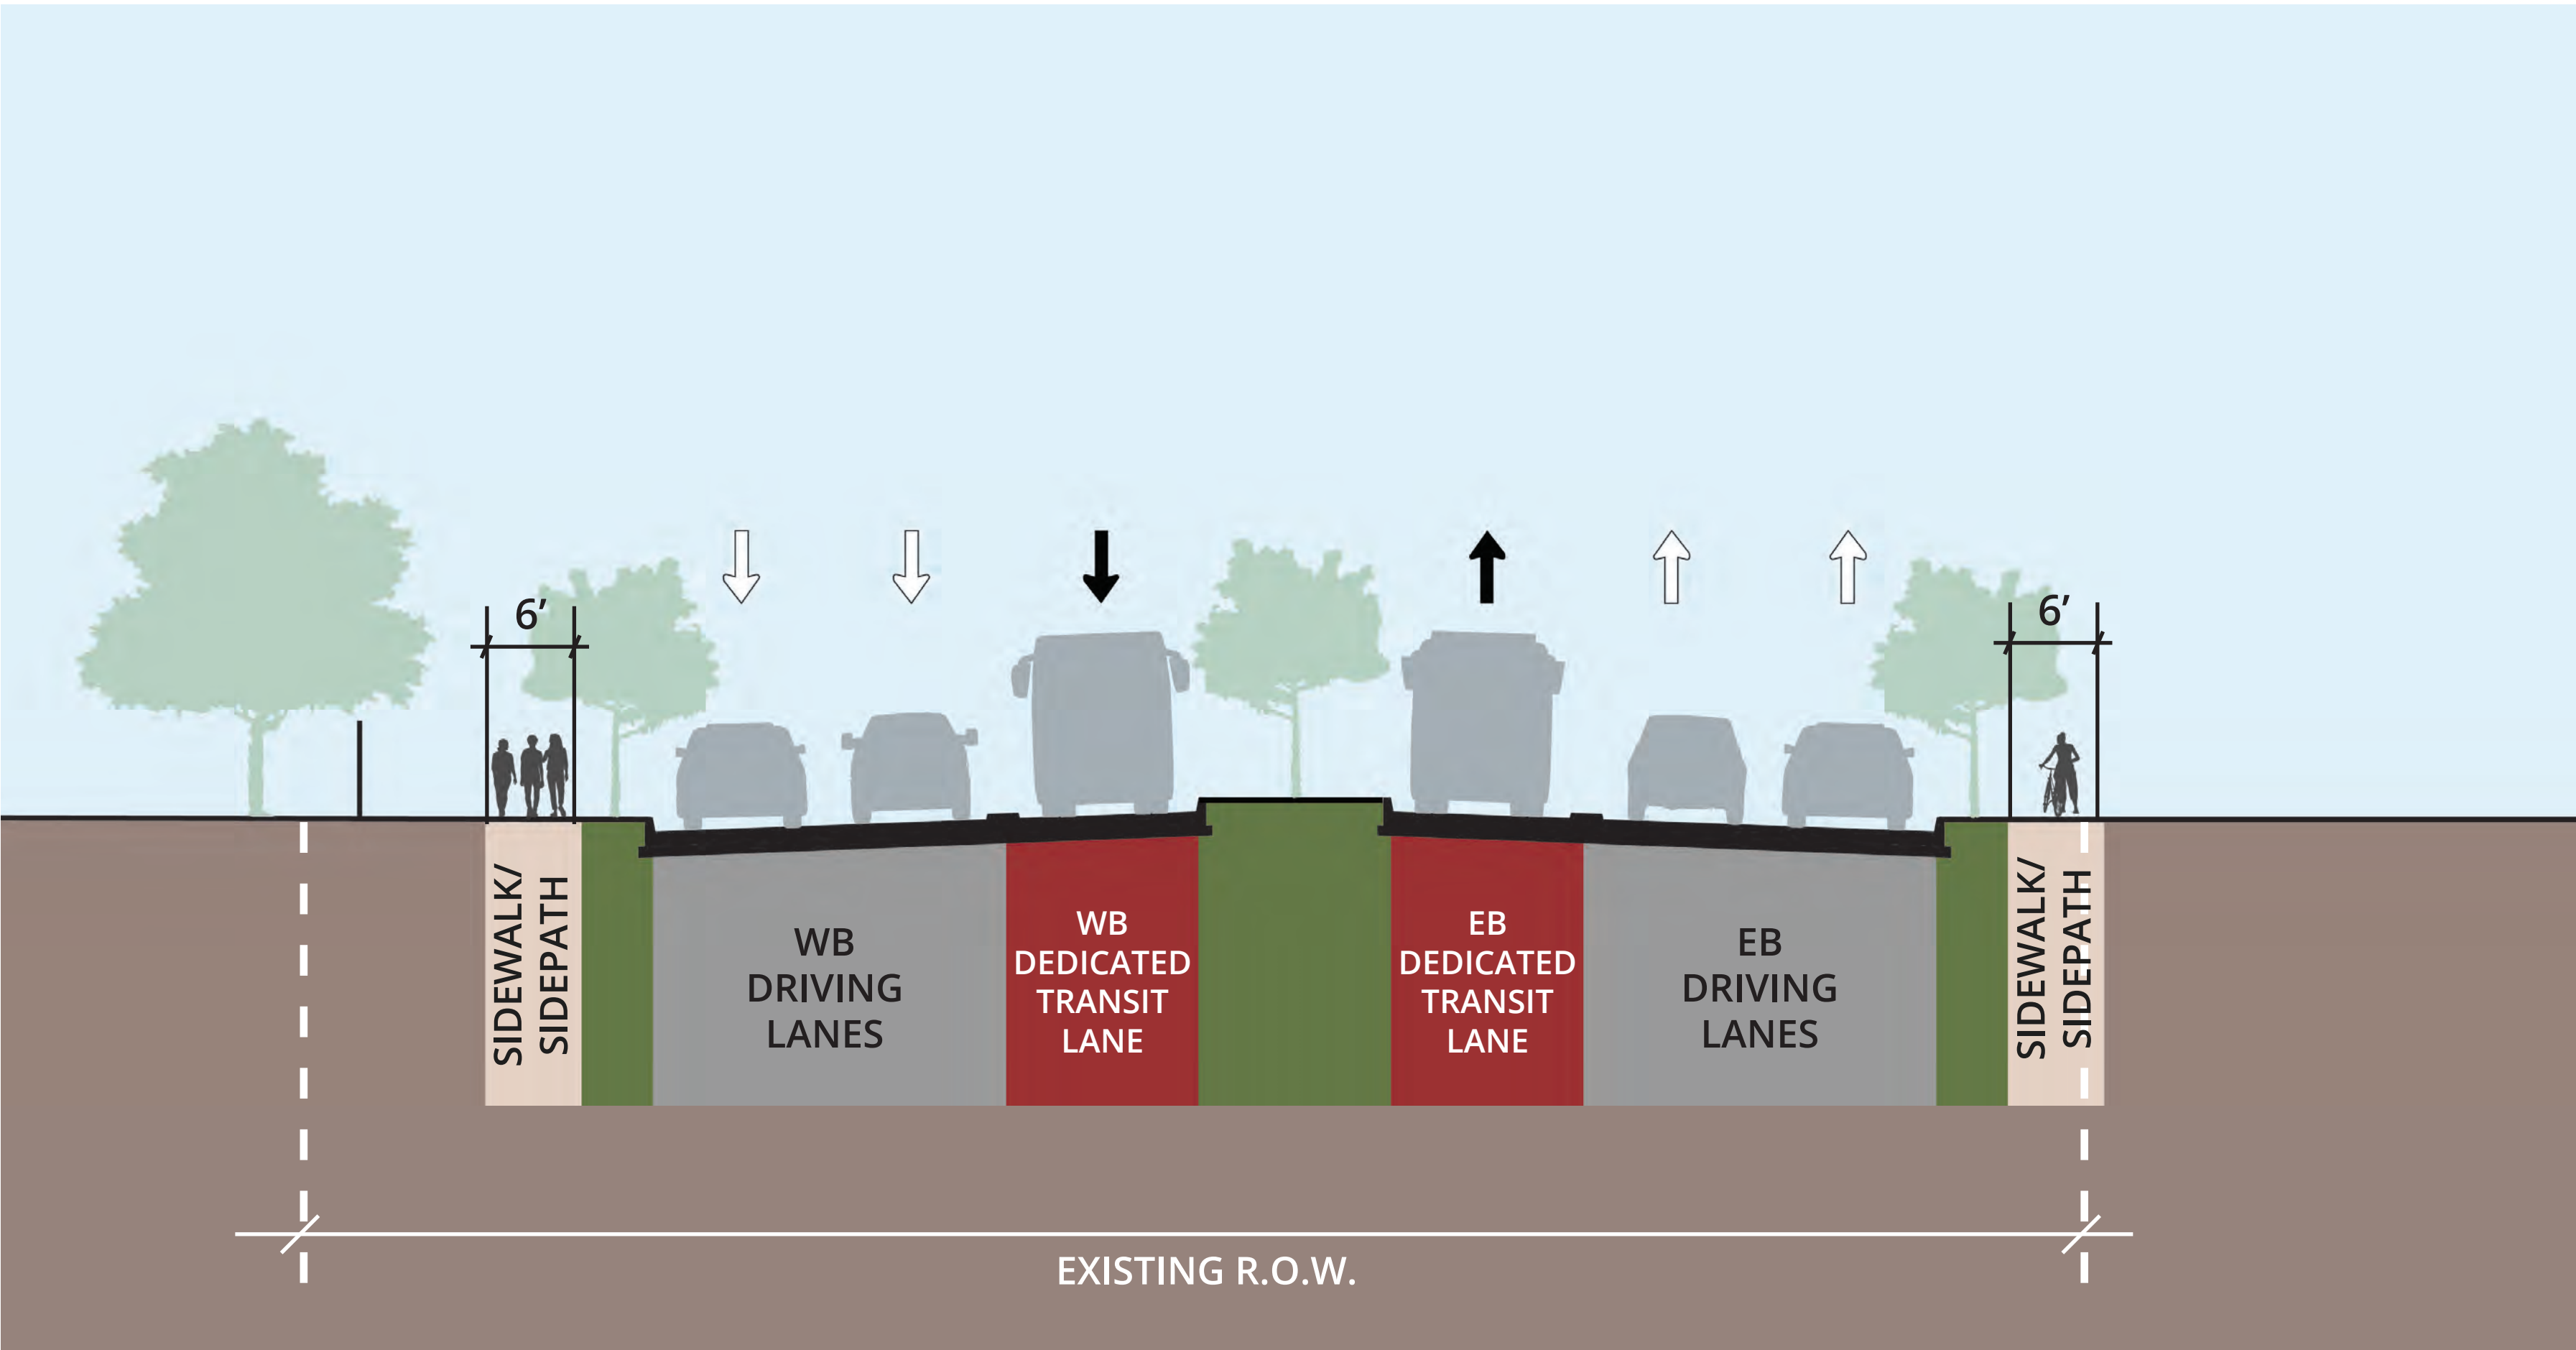 6’
6’
SIDEWALK/
SIDEPATH
WB
DRIVING
LANES
WB
DEDICATED
TRANSIT
LANE
EB
DEDICATED
TRANSIT
LANE
EB
DRIVING
LANES
SIDEWALK/
SIDEPATH
EXISTING R.O.W.